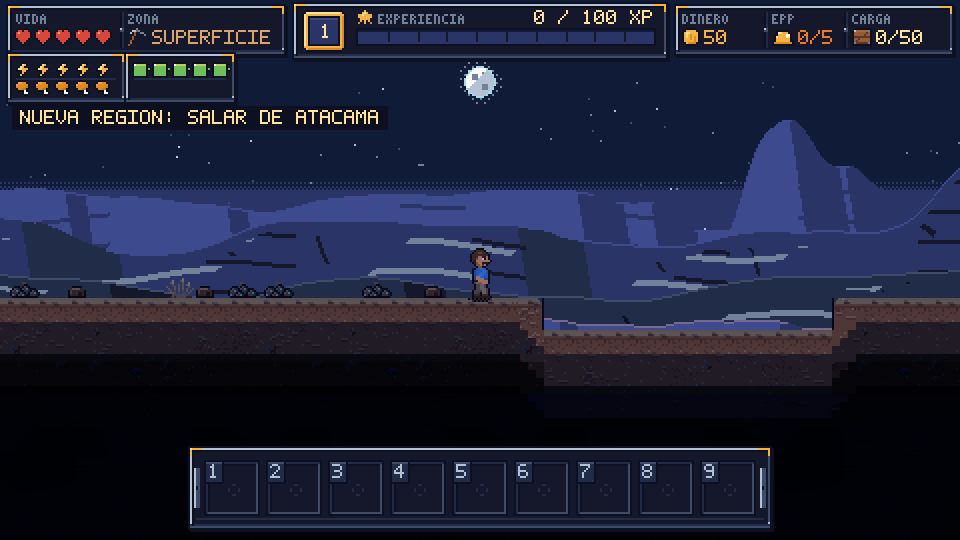 VIDA
ZONA
SUPERFICIE
1
EXPERIENCIA
0 / 100 XP
DINERO
50
EPP
0/5
CARGA
0/50
NUEVA REGION: SALAR DE ATACAMA
1 2 3 4 5 6 7 8 9